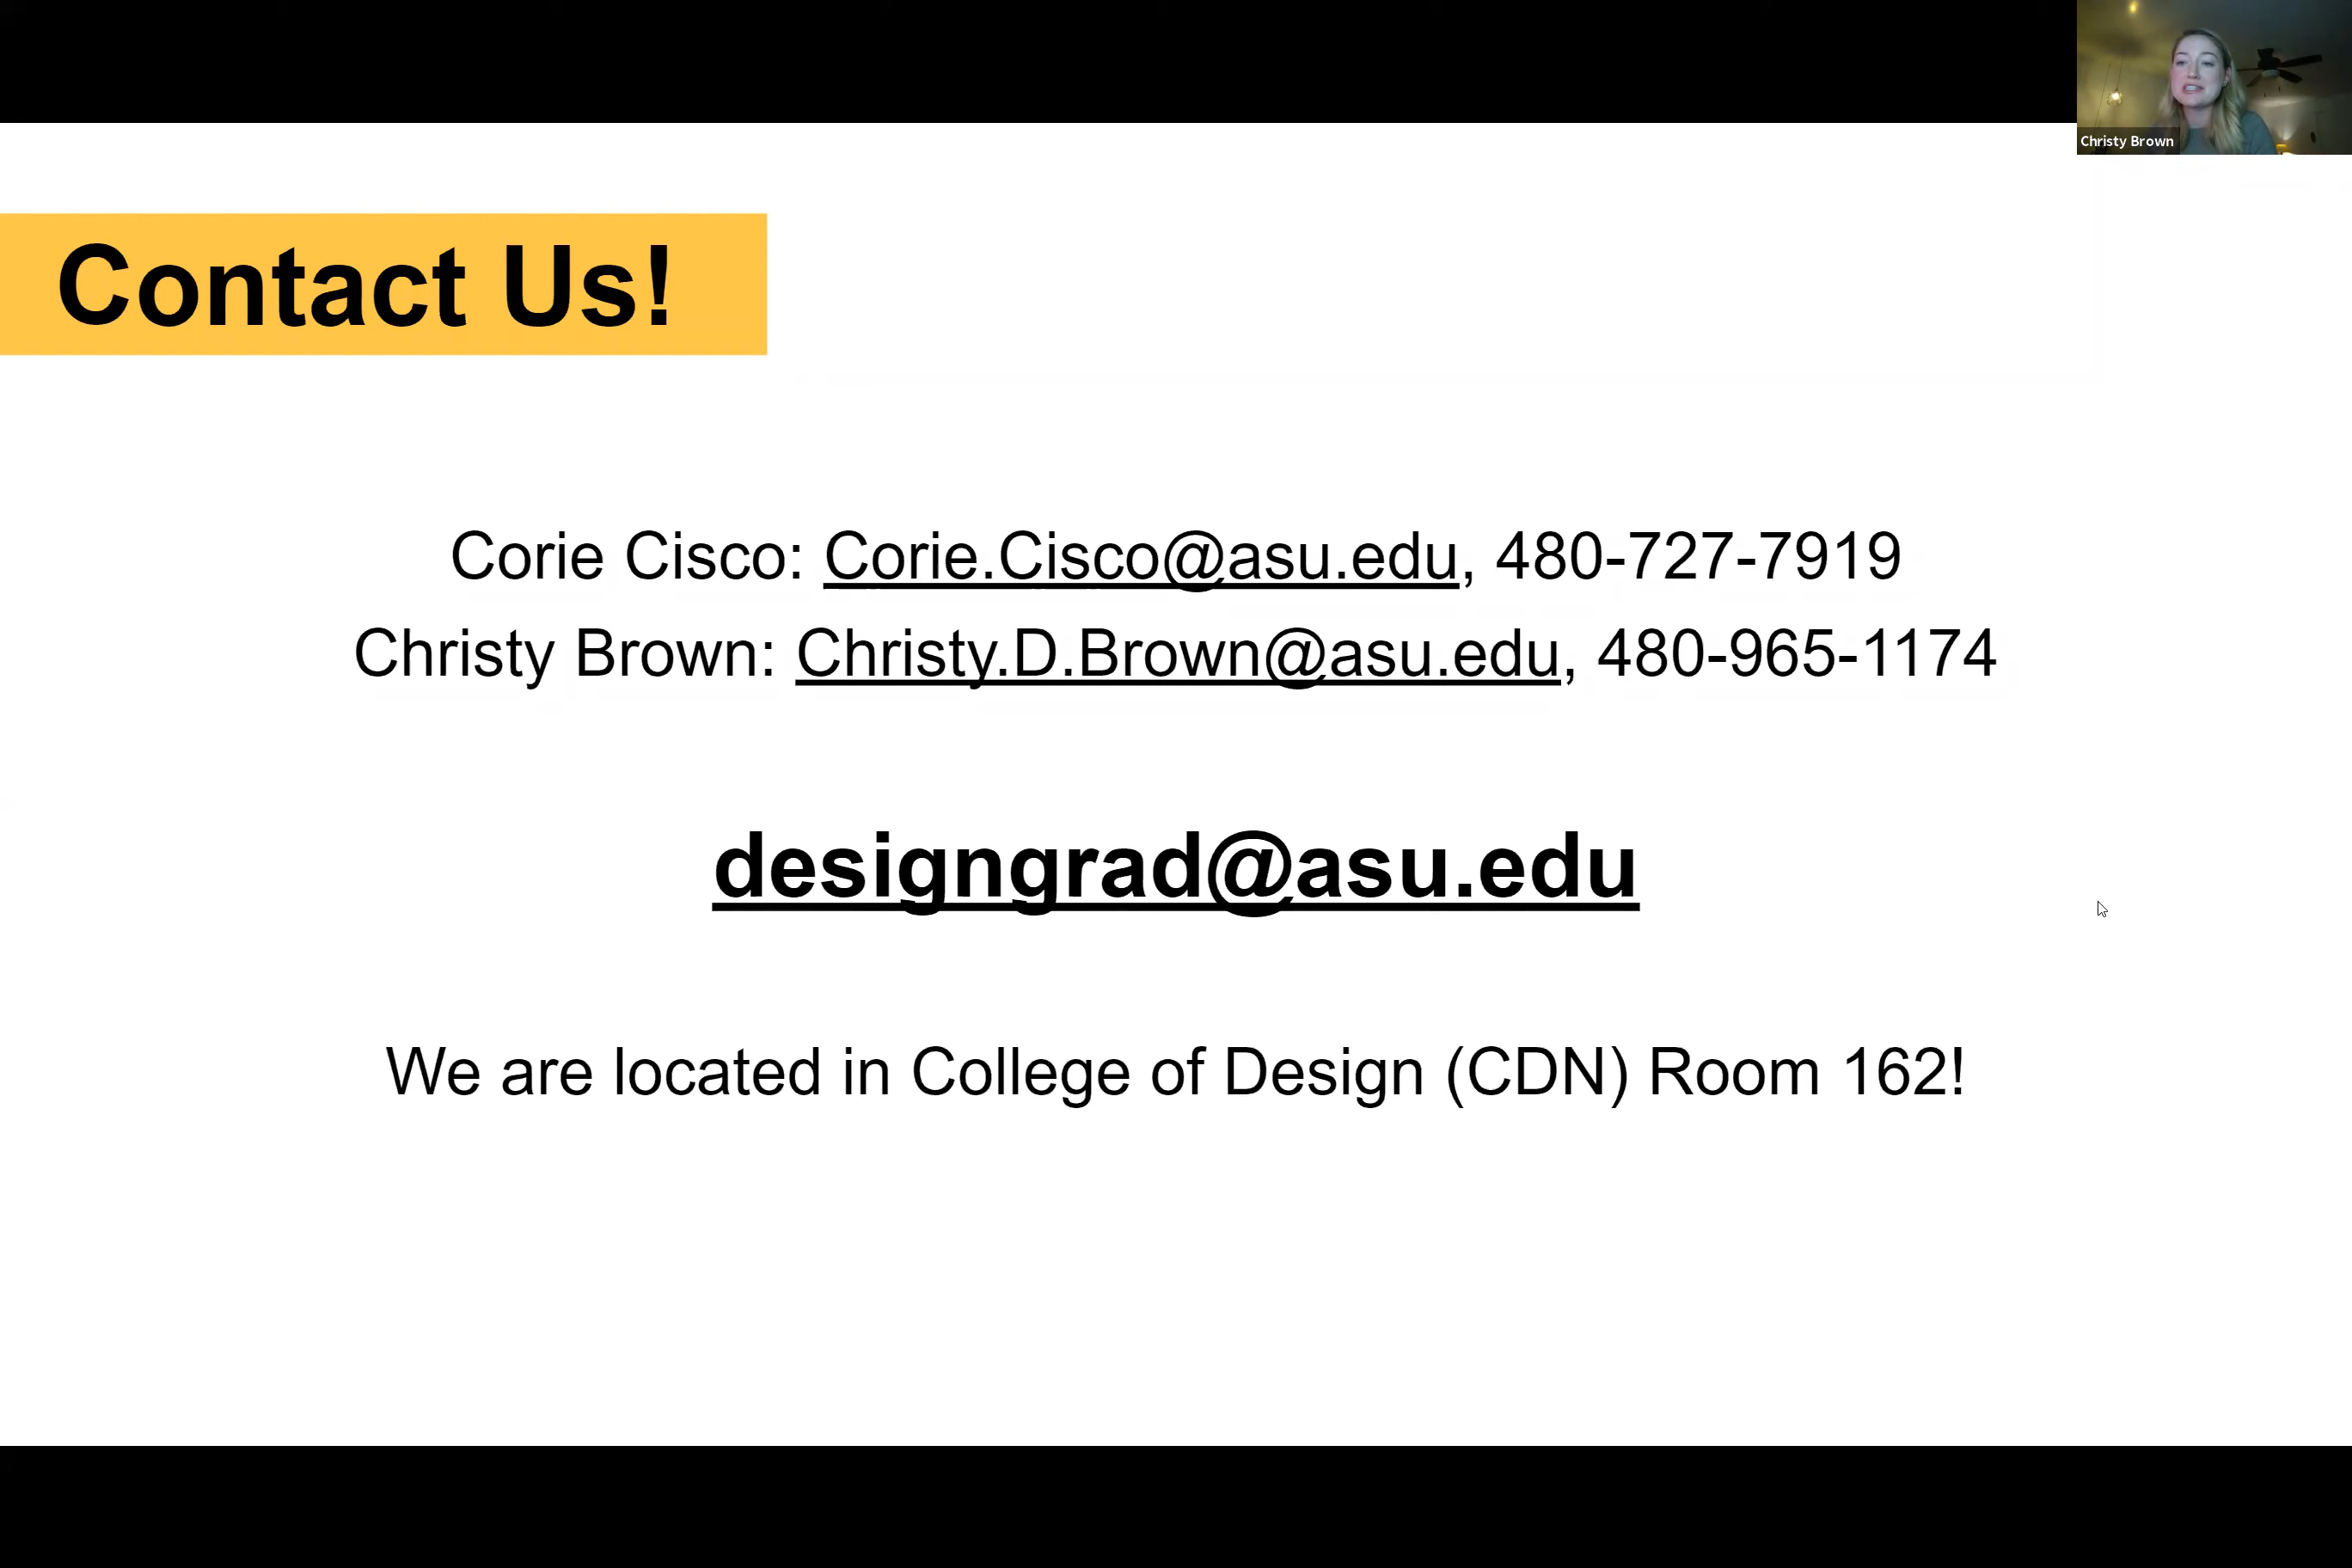 Christy Brown
Contact Us!
Corie Cisco: Corie.Cisco@asu.edu, 480-727-7919
Christy Brown: Christy.D.Brown@asu.edu, 480-965-1174
designgrad@asu.edu
We are located in College of Design (CDN) Room 162!